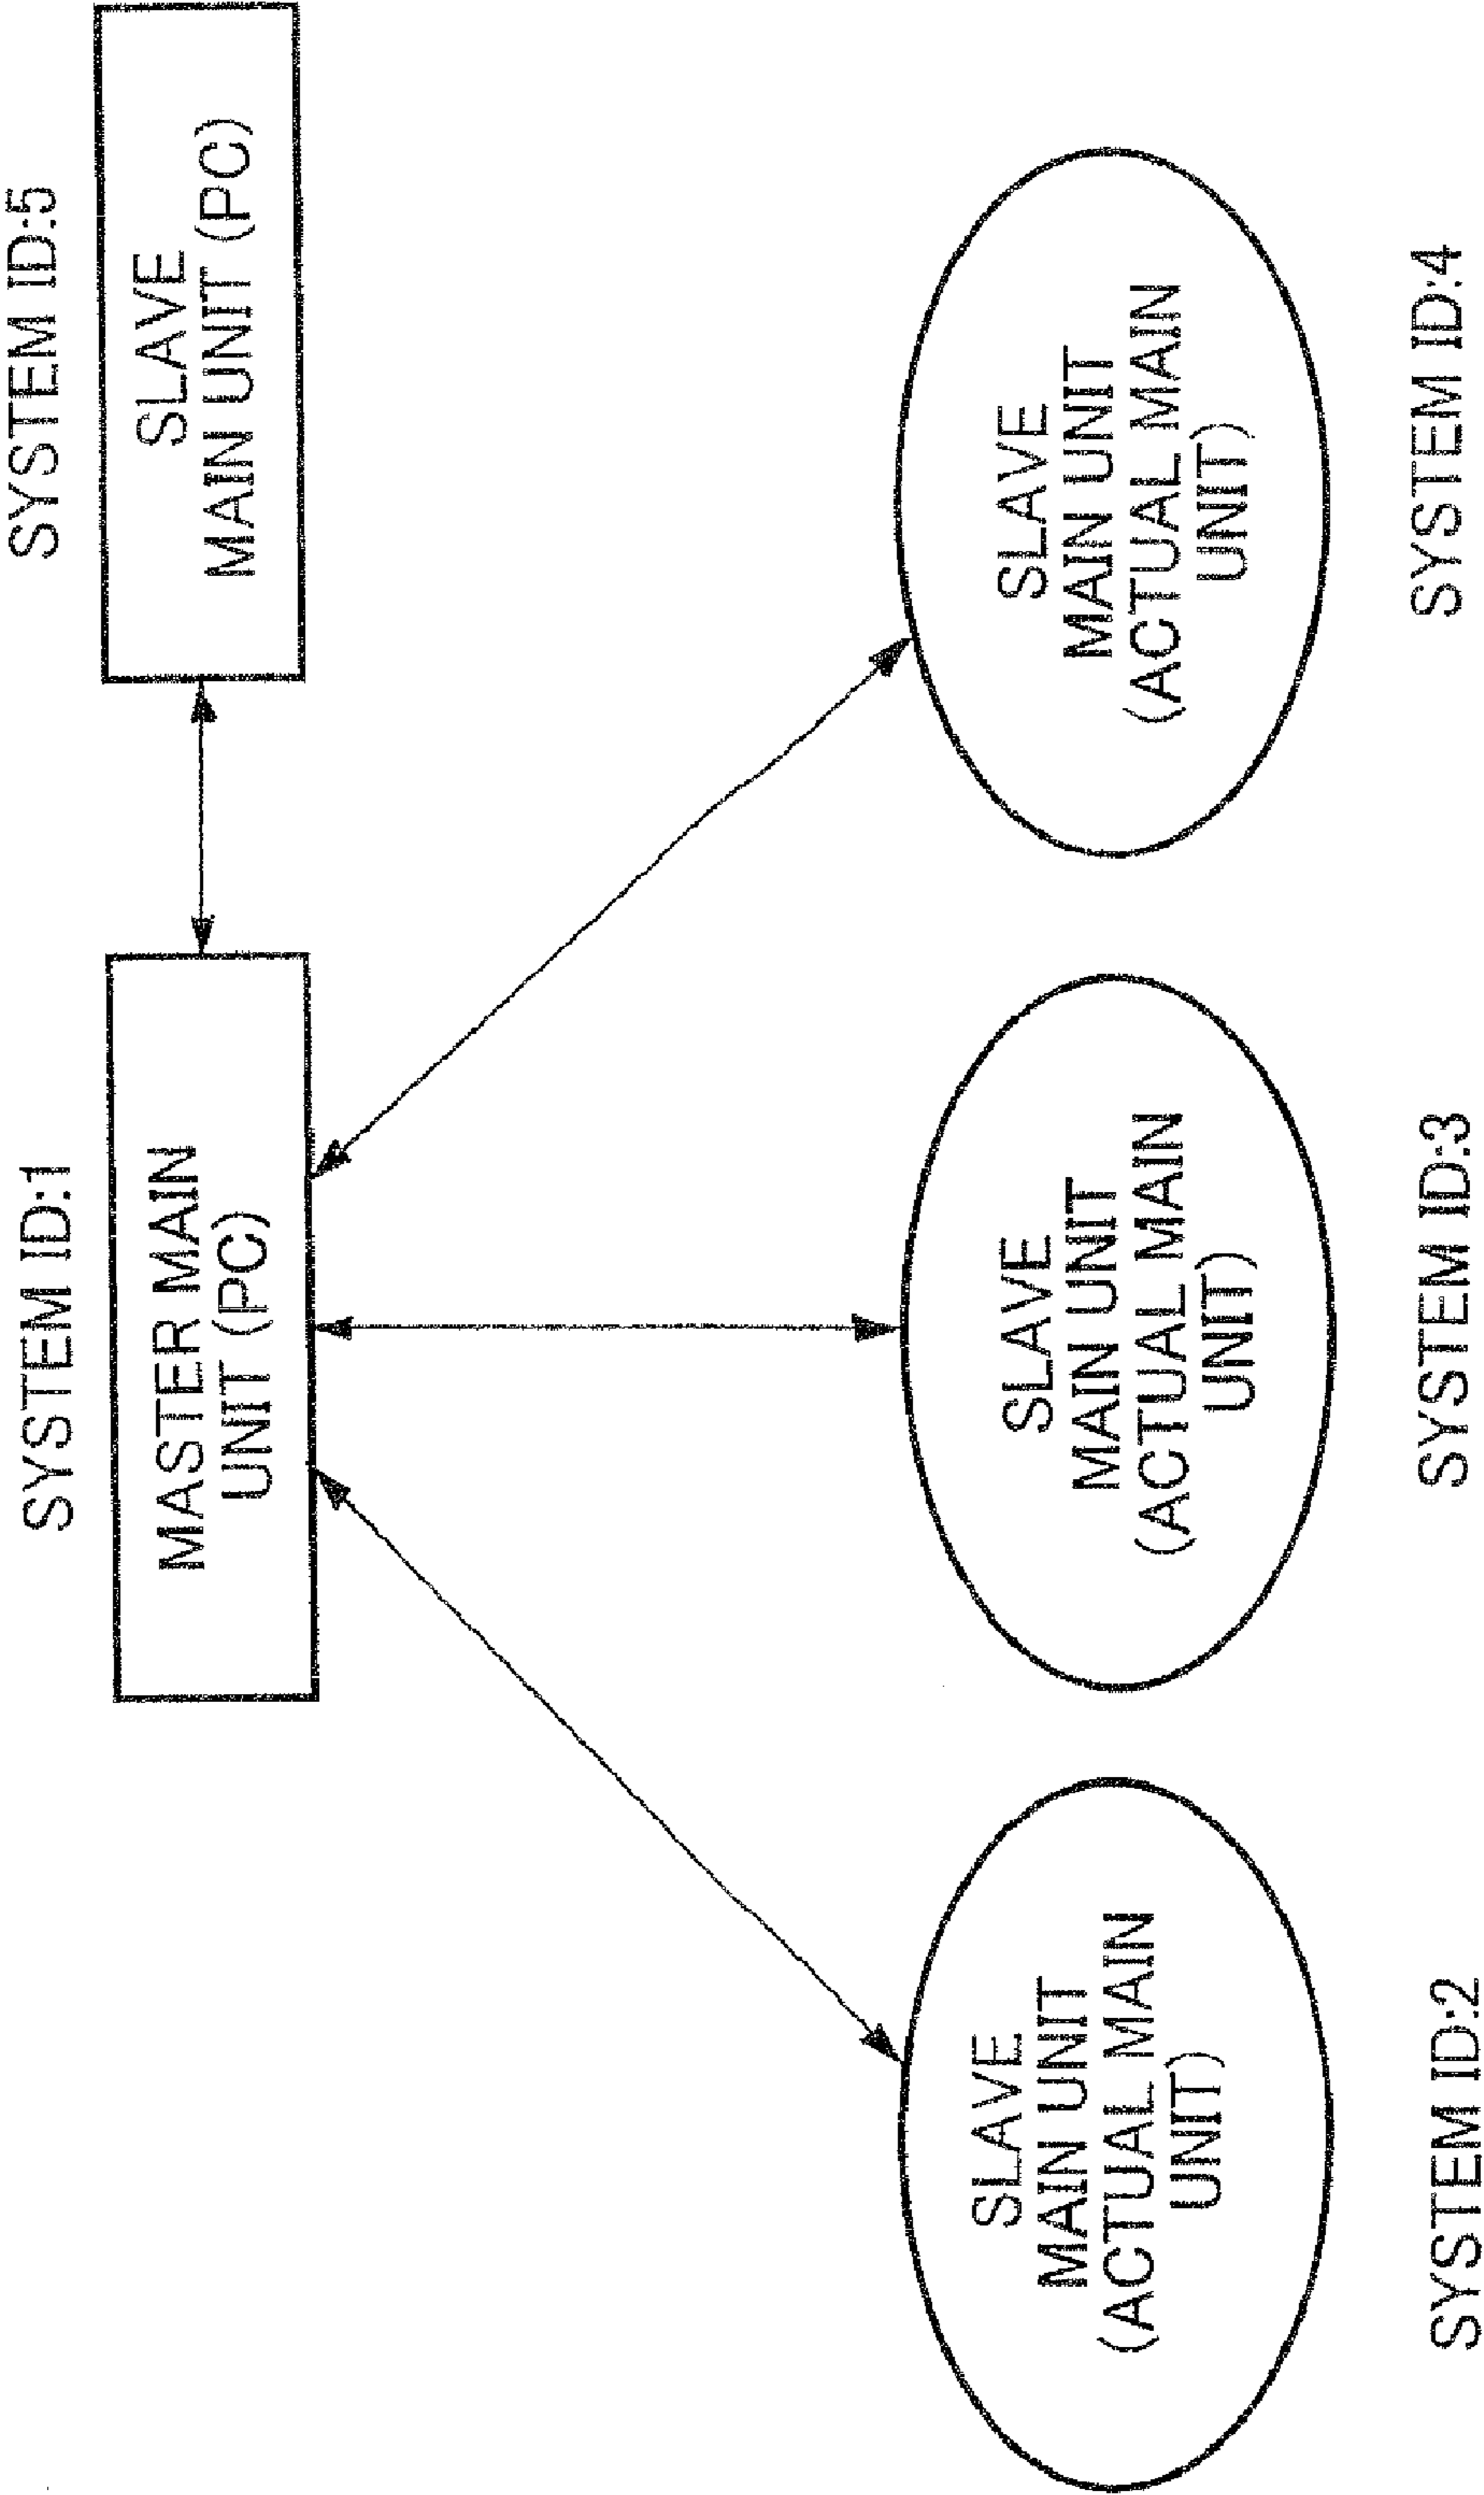 SYSTEM ID:1
MASTER MAIN
UNIT (PC)
SYSTEM ID:5
SLAVE
MAIN UNIT (PC)
SLAVE
MAIN UNIT
(ACTUAL MAIN
UNIT)
SYSTEM ID:2
SLAVE
MAIN UNIT
(ACTUAL MAIN
UNIT)
SYSTEM ID:3
SLAVE
MAIN UNIT
(ACTUAL MAIN
UNIT)
SYSTEM ID:4